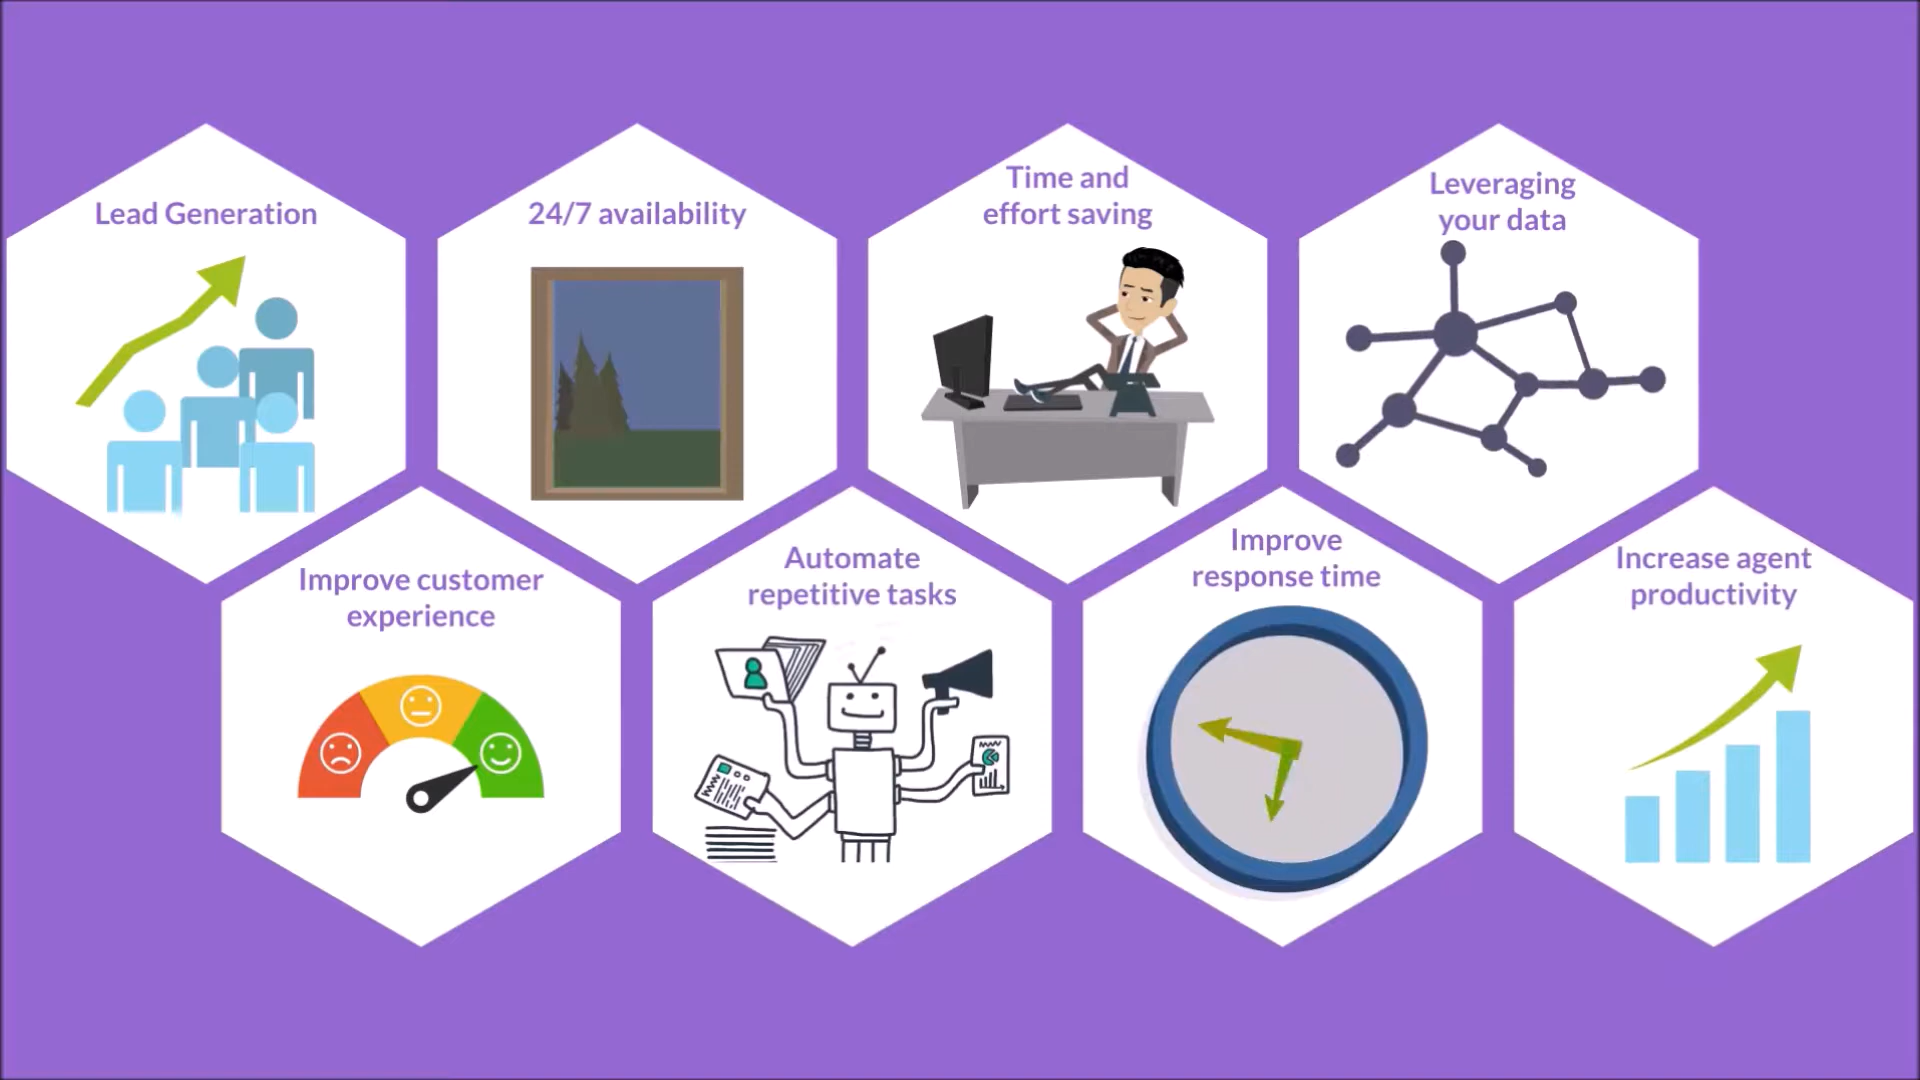 Lead Generation
24/7 availability
Time and
effort saving
Leveraging
your data
Improve customer
experience
Automate
repetitive tasks
Improve
response time
Increase agent
productivity